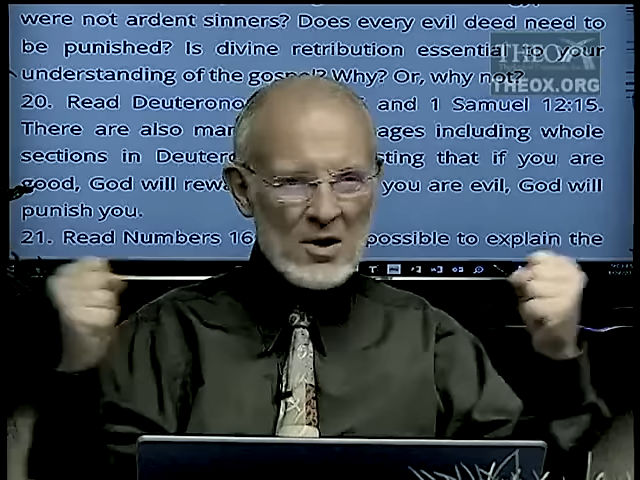 were not ardent sinners? Does every evil deed need to
be punished? Is divine retribution essential to your
understanding of the gospel? Why? Or, why not?
THEOX
THEOX.ORG
20. Read Deuterono and 1 Samuel 12:15.
There are also mar ages including whole
sections in Deutero sting that if you are
good, God will rew you are evil, God will
punish you.
21. Read Numbers 16 possible to explain the